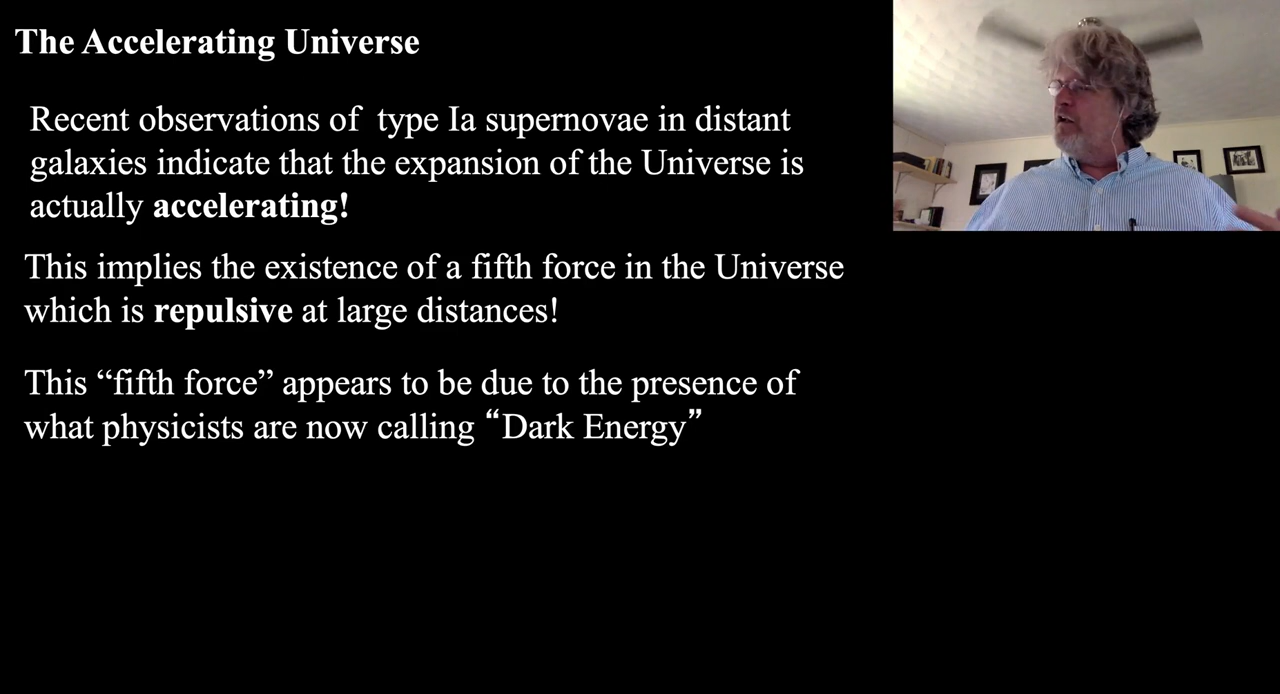 The Accelerating Universe
Recent observations of type Ia supernovae in distant
galaxies indicate that the expansion of the Universe is
actually accelerating!
This implies the existence of a fifth force in the Universe
which is repulsive at large distances!
This “fifth force” appears to be due to the presence of
what physicists are now calling “Dark Energy”